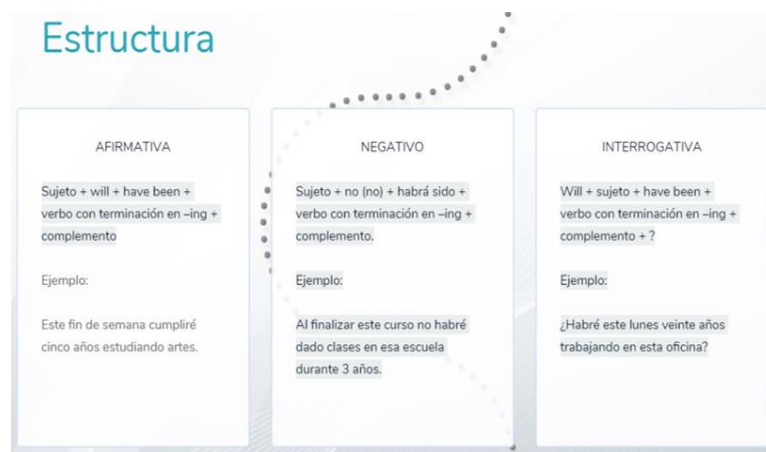 Estructura
AFIRMATIVA
Sujeto + will + have been +
verbo con terminación en –ing +
complemento
Ejemplo:
Este fin de semana cumpliré
cinco años estudiando artes.
NEGATIVO
Sujeto + no (no) + habrá sido +
verbo con terminación en –ing +
complemento.
Ejemplo:
Al finalizar este curso no habré
dado clases en esa escuela
durante 3 años.
INTERROGATIVA
Will + sujeto + have been +
verbo con terminación en –ing +
complemento + ?
Ejemplo:
¿Habré este lunes veinte años
trabajando en esta oficina?